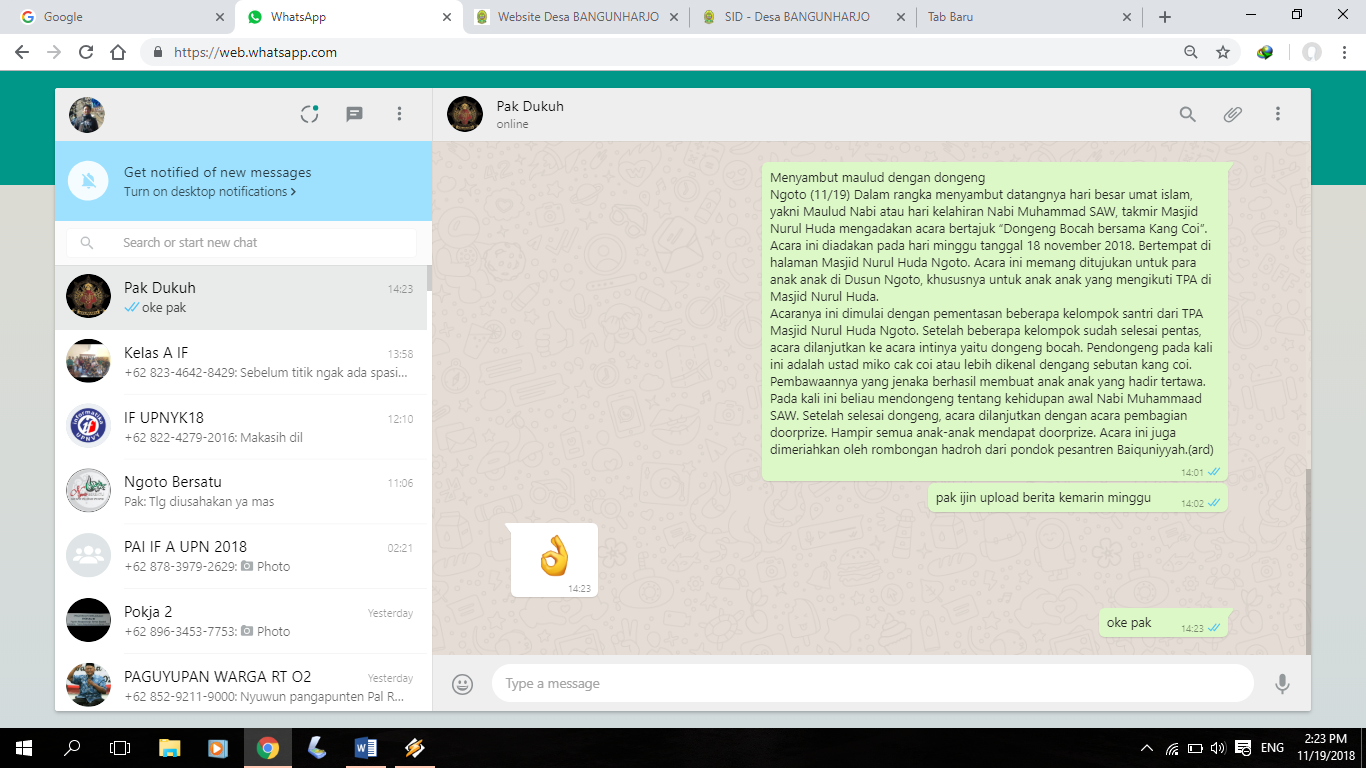 Google
WhatsApp
Website Desa BANGUNHARJO
SID - Desa BANGUNHARJO
Tab Baru
https://web.whatsapp.com
Get notified of new messages
Turn on desktop notifications >
Search or start new chat
Pak Dukuh
14:23
oke pak
Kelas A IF
13:58
+62 823-4642-8429: Sebelum titik ngak ada spasi...
IF UPNYK18
12:10
+62 822-4279-2016: Makasih dil
Ngoto Bersatu
11:06
Pak: Tlg diusahakan ya mas
PAI IF A UPN 2018
02:21
+62 878-3979-2629: Photo
Pokja 2
Yesterday
+62 896-3453-7753: Photo
PAGUYUPAN WARGA RT O2
Yesterday
+62 852-9211-9000: Nyuwun pangapunten Pal R...
Pak Dukuh
online
Menyambut maulud dengan dongeng
Ngoto (11/19) Dalam rangka menyambut datangnya hari besar umat islam,
yakni Maulud Nabi atau hari kelahiran Nabi Muhammad SAW, takmir Masjid
Nurul Huda mengadakan acara bertajuk “Dongeng Bocah bersama Kang Coi”.
Acara ini diadakan pada hari minggu tanggal 18 november 2018. Bertempat di
halaman Masjid Nurul Huda Ngoto. Acara ini memang ditujukan untuk para
anak anak di Dusun Ngoto, khususnya untuk anak anak yang mengikuti TPA di
Masjid Nurul Huda.
Acaranya ini dimulai dengan pementasan beberapa kelompok santri dari TPA
Masjid Nurul Huda Ngoto. Setelah beberapa kelompok sudah selesai pentas,
acara dilanjutkan ke acara intinya yaitu dongeng bocah. Pendongeng pada kali
ini adalah ustad miko cak coi atau lebih dikenal dengang sebutan kang coi.
Pembawaannya yang jenaka berhasil membuat anak anak yang hadir tertawa.
Pada kali ini beliau mendongeng tentang kehidupan awal Nabi Muhammaad
SAW. Setelah selesai dongeng, acara dilanjutkan dengan acara pembagian
doorprize. Hampir semua anak-anak mendapat doorprize. Acara ini juga
dimeriahkan oleh rombongan hadroh dari pondok pesantren Baiquniyyah.(ard)
14:01
pak ijin upload berita kemarin minggu
14:02
14:23
oke pak
14:23
Type a message
ENG
2:23 PM
11/19/2018